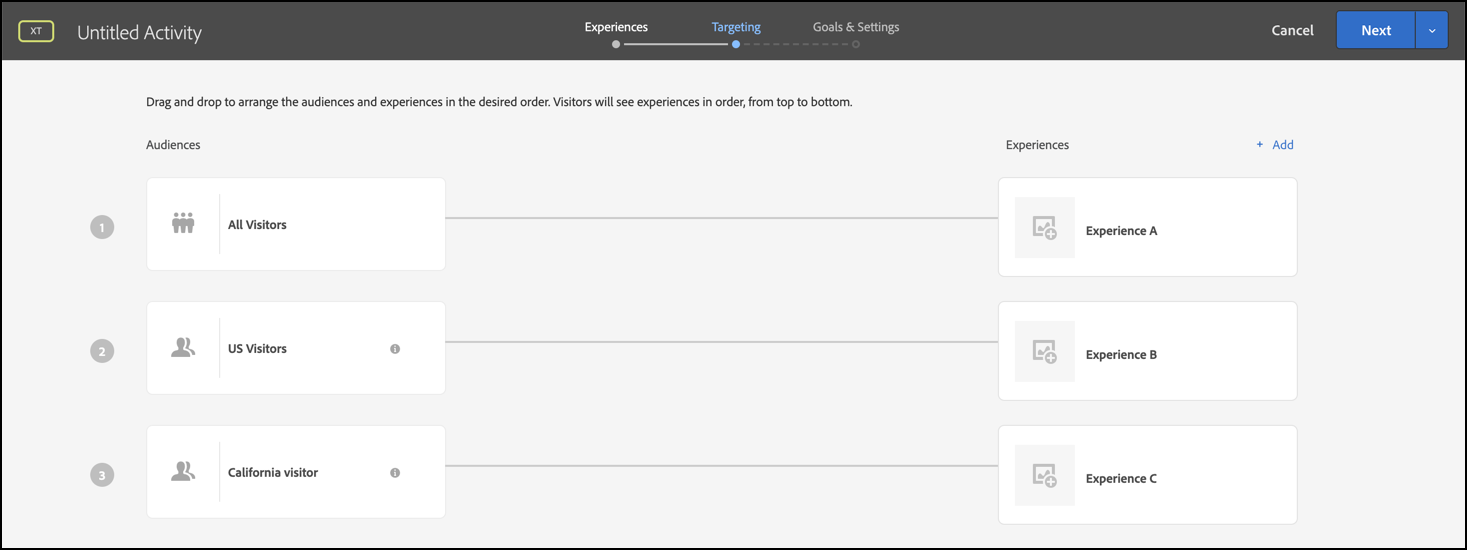 XT
Untitled Activity
Experiences
Targeting
Goals & Settings
Cancel
Next
Drag and drop to arrange the audiences and experiences in the desired order. Visitors will see experiences in order, from top to bottom.
Audiences
Experiences
+ Add
1
All Visitors
Experience A
2
US Visitors
Experience B
3
California visitor
Experience C